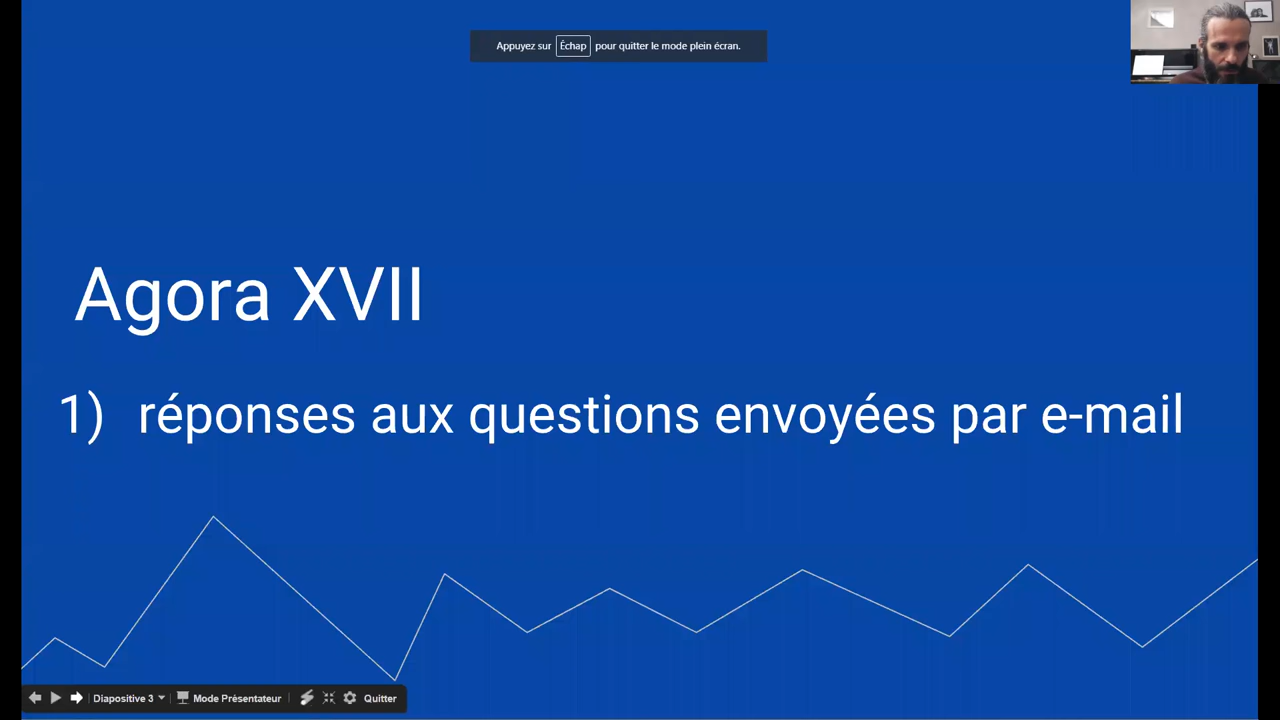 Appuyez sur Échap pour quitter le mode plein écran.
Agora XVII
1) réponses aux questions envoyées par e-mail
Diapositive 3 Mode Présentateur Quitter